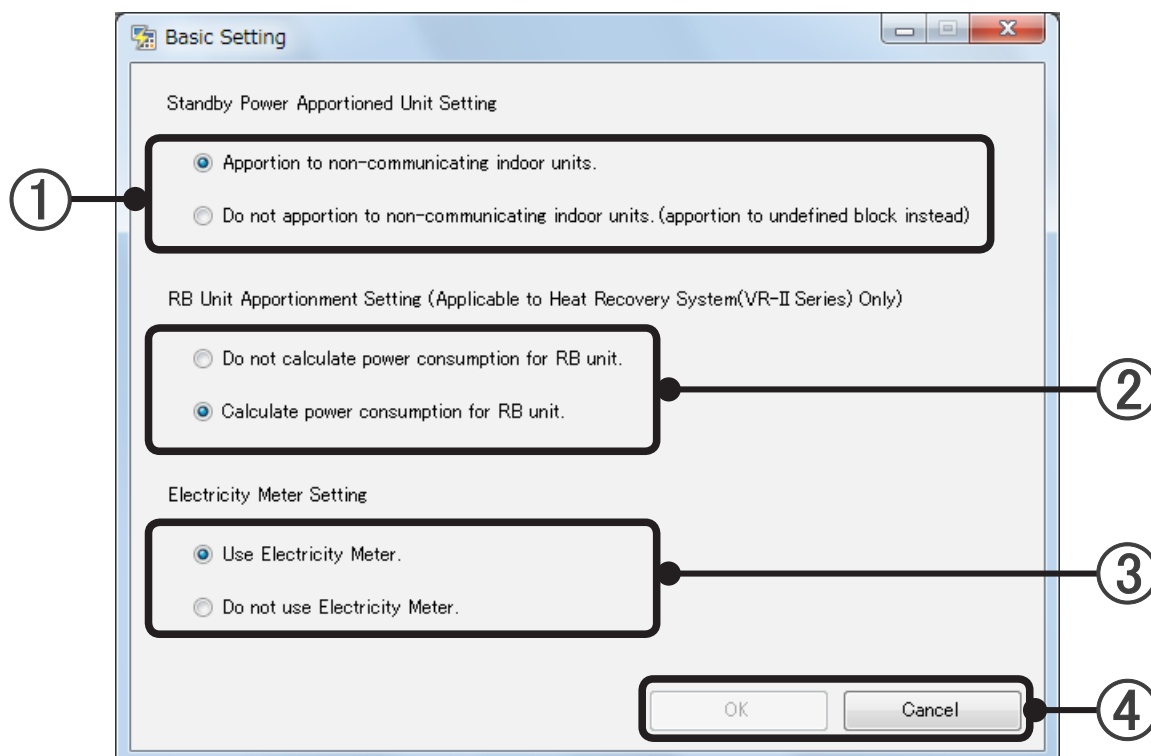 Basic Setting
Standby Power Apportioned Unit Setting
Apportion to non-communicating indoor units.
① Do not apportion to non-communicating indoor units. (apportion to undefined block instead)
RB Unit Apportionment Setting (Applicable to Heat Recovery System(VR-II Series) Only)
Do not calculate power consumption for RB unit.
②
Calculate power consumption for RB unit.
Electricity Meter Setting
Use Electricity Meter.
③
Do not use Electricity Meter.
OK Cancel ④